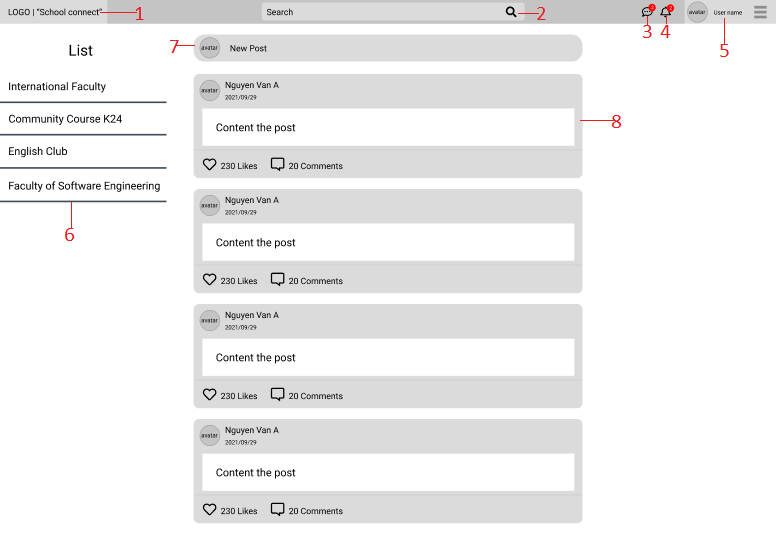 LOGO | "School connect" 1
Search 2
3
4
avatar User name
5
List
International Faculty
Community Course K24
English Club
Faculty of Software Engineering
6
7 avatar New Post
avatar Nguyen Van A
2021/09/29
Content the post
8
230 Likes 20 Comments
avatar Nguyen Van A
2021/09/29
Content the post
230 Likes 20 Comments
avatar Nguyen Van A
2021/09/29
Content the post
230 Likes 20 Comments
avatar Nguyen Van A
2021/09/29
Content the post
230 Likes 20 Comments